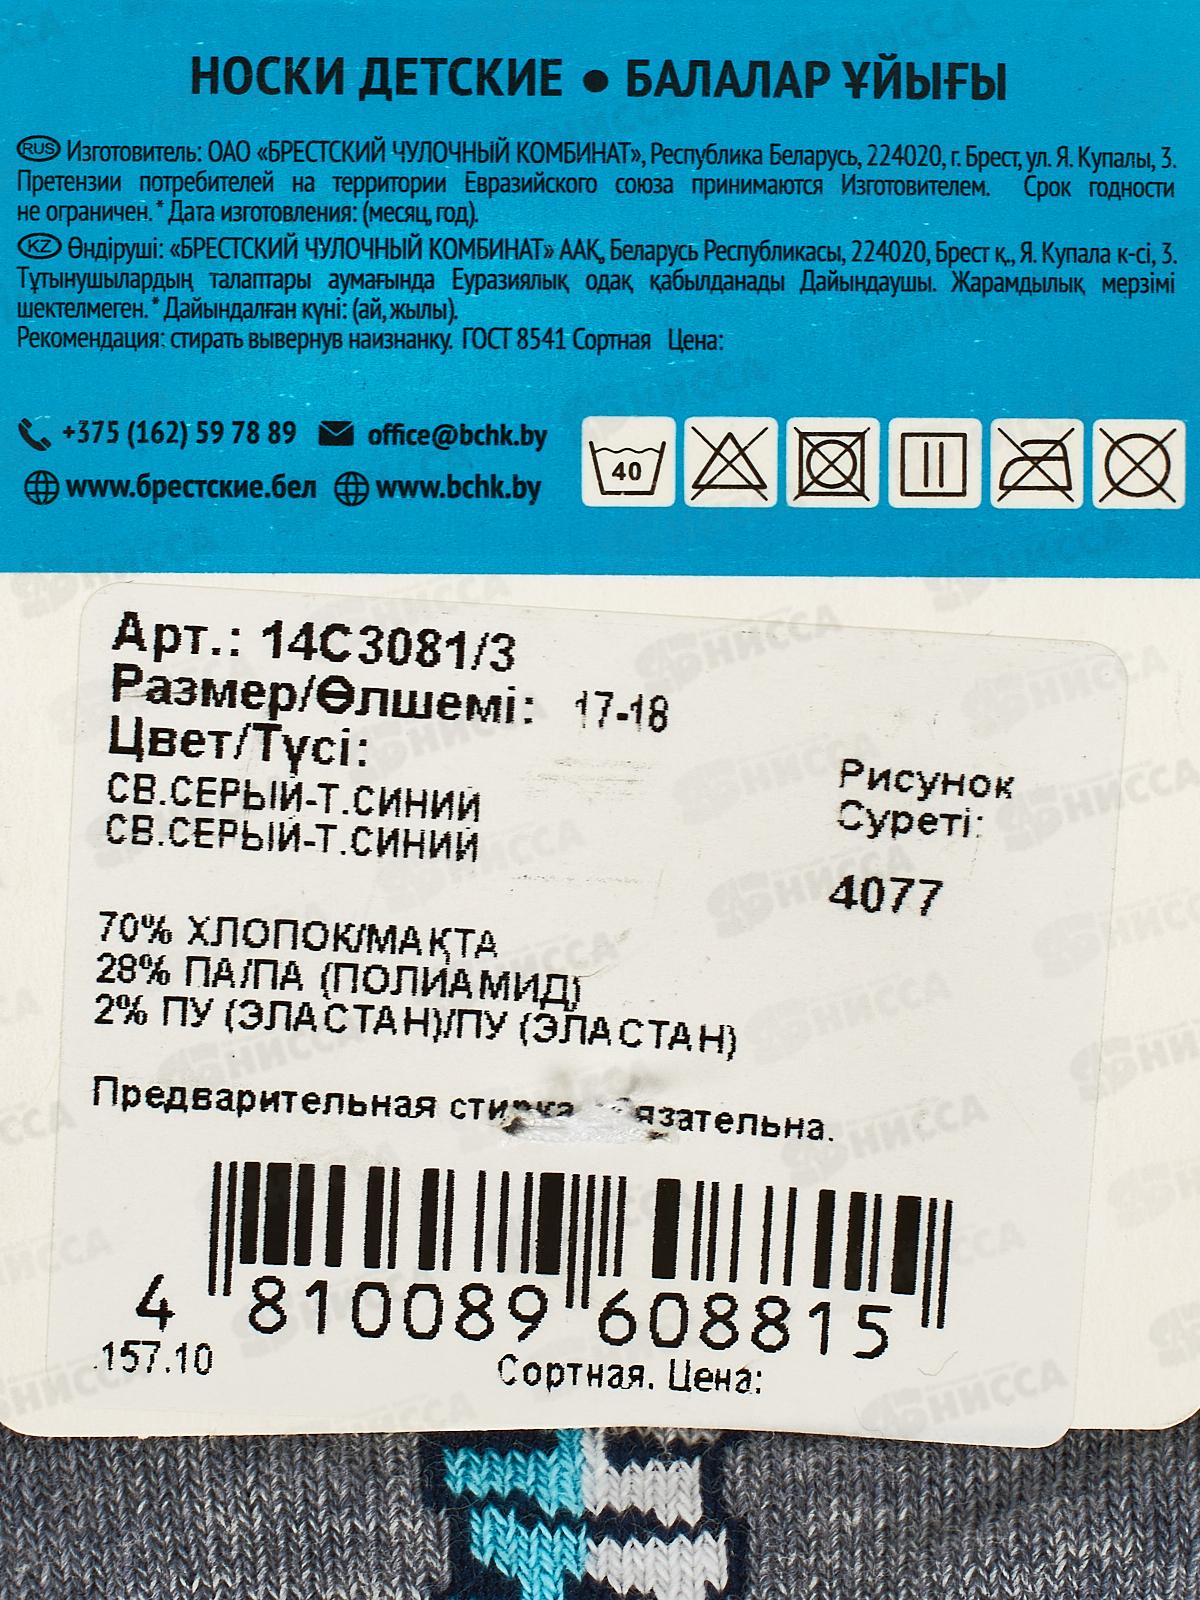 НОСКИ ДЕТСКИЕ ● БАЛАЛАР ҰЙЫҒЫ
RUS Изготовитель: ОАО «БРЕСТСКИЙ ЧУЛОЧНЫЙ КОМБИНАТ», Республика Беларусь, 224020, г. Брест, ул. Я. Купалы, 3.
Претензии потребителей на территории Евразийского союза принимаются Изготовителем. Срок годности
не ограничен.* Дата изготовления: (месяц, год).
KZ Өндіруші: «БРЕСТСКИЙ ЧУЛОЧНЫЙ КОМБИНАТ» ААҚ, Беларусь Республикасы, 224020, Брест қ., Я. Купала к-сі, 3.
Тұтынушылардың талаптары аумағында Еуразиялық одақ қабылданады Дайындаушы. Жарамдылық мерзімі
шектелмеген.* Дайындалған күні: (ай, жылы).
Рекомендация: стирать вывернув наизнанку. ГОСТ 8541 Сортная Цена:
+375 (162) 59 78 89 office@bchk.by
www.брестские.бел www.bchk.by
40
Арт.: 14С3081/3
Размер/Өлшемі: 17-18
Цвет/Түсі:
СВ.СЕРЫЙ-Т.СИНИЙ
СВ.СЕРЫЙ-Т.СИНИЙ
Рисунок
Суреті:
4077
70% ХЛОПОК/МАҚТА
28% ПА/ПА (ПОЛИАМИД)
2% ПУ (ЭЛАСТАН)/ПУ (ЭЛАСТАН)
Предварительная стирка обязательна.
4 810089 608815
157.10
Сортная. Цена: